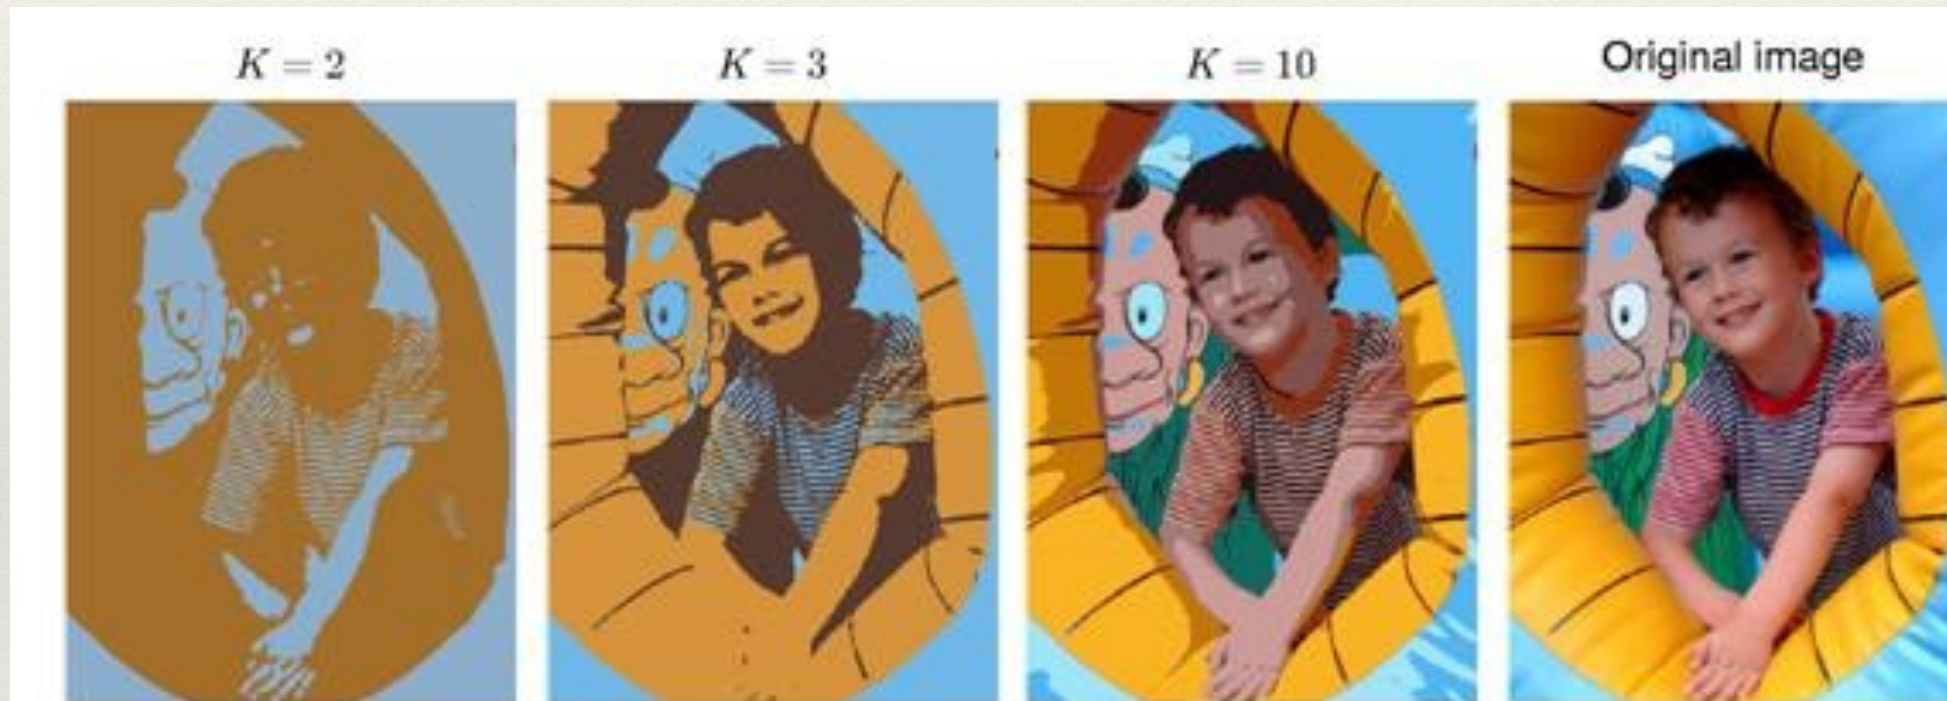 K = 2
K = 3
K = 10
Original image